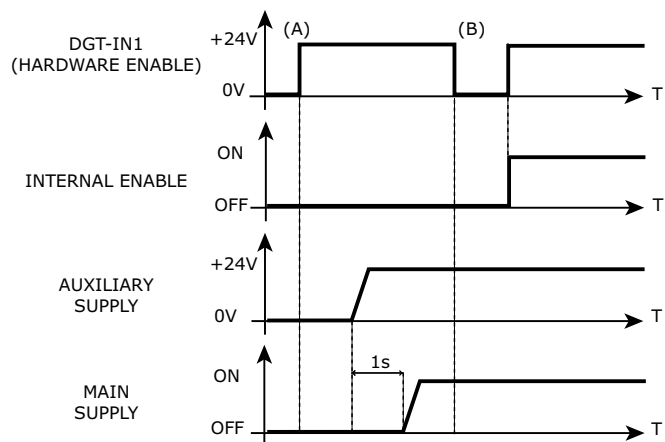 DGT-IN1
(HARDWARE ENABLE)
+24V
(A)
(B)
0V
T
INTERNAL ENABLE
ON
OFF
T
AUXILIARY
SUPPLY
+24V
0V
T
MAIN
SUPPLY
ON
1s
OFF
T